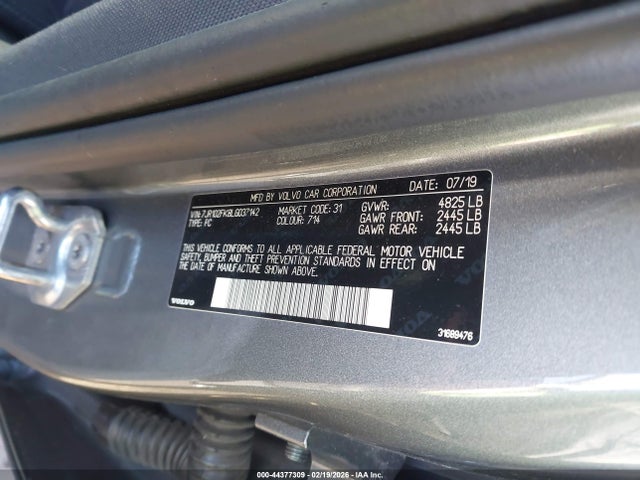 MFD BY VOLVO CAR CORPORATION DATE: 07/19
VIN: 7JR102FK8LG037142 MARKET CODE: 31 GVWR: 4825 LB
TYPE: FC COLOUR: 714 GAWR FRONT: 2445 LB
GAWR REAR: 2445 LB
VEHICLE CONFORMS TO ALL APPLICABLE FEDERAL MOTOR VEHICLE
SAFETY, BUMPER AND THEFT PREVENTION STANDARDS IN EFFECT ON
THE DATE OF MANUFACTURE SHOWN ABOVE.
VOLVO
31689476
000-44377309 - 02/19/2026 - IAA Inc.